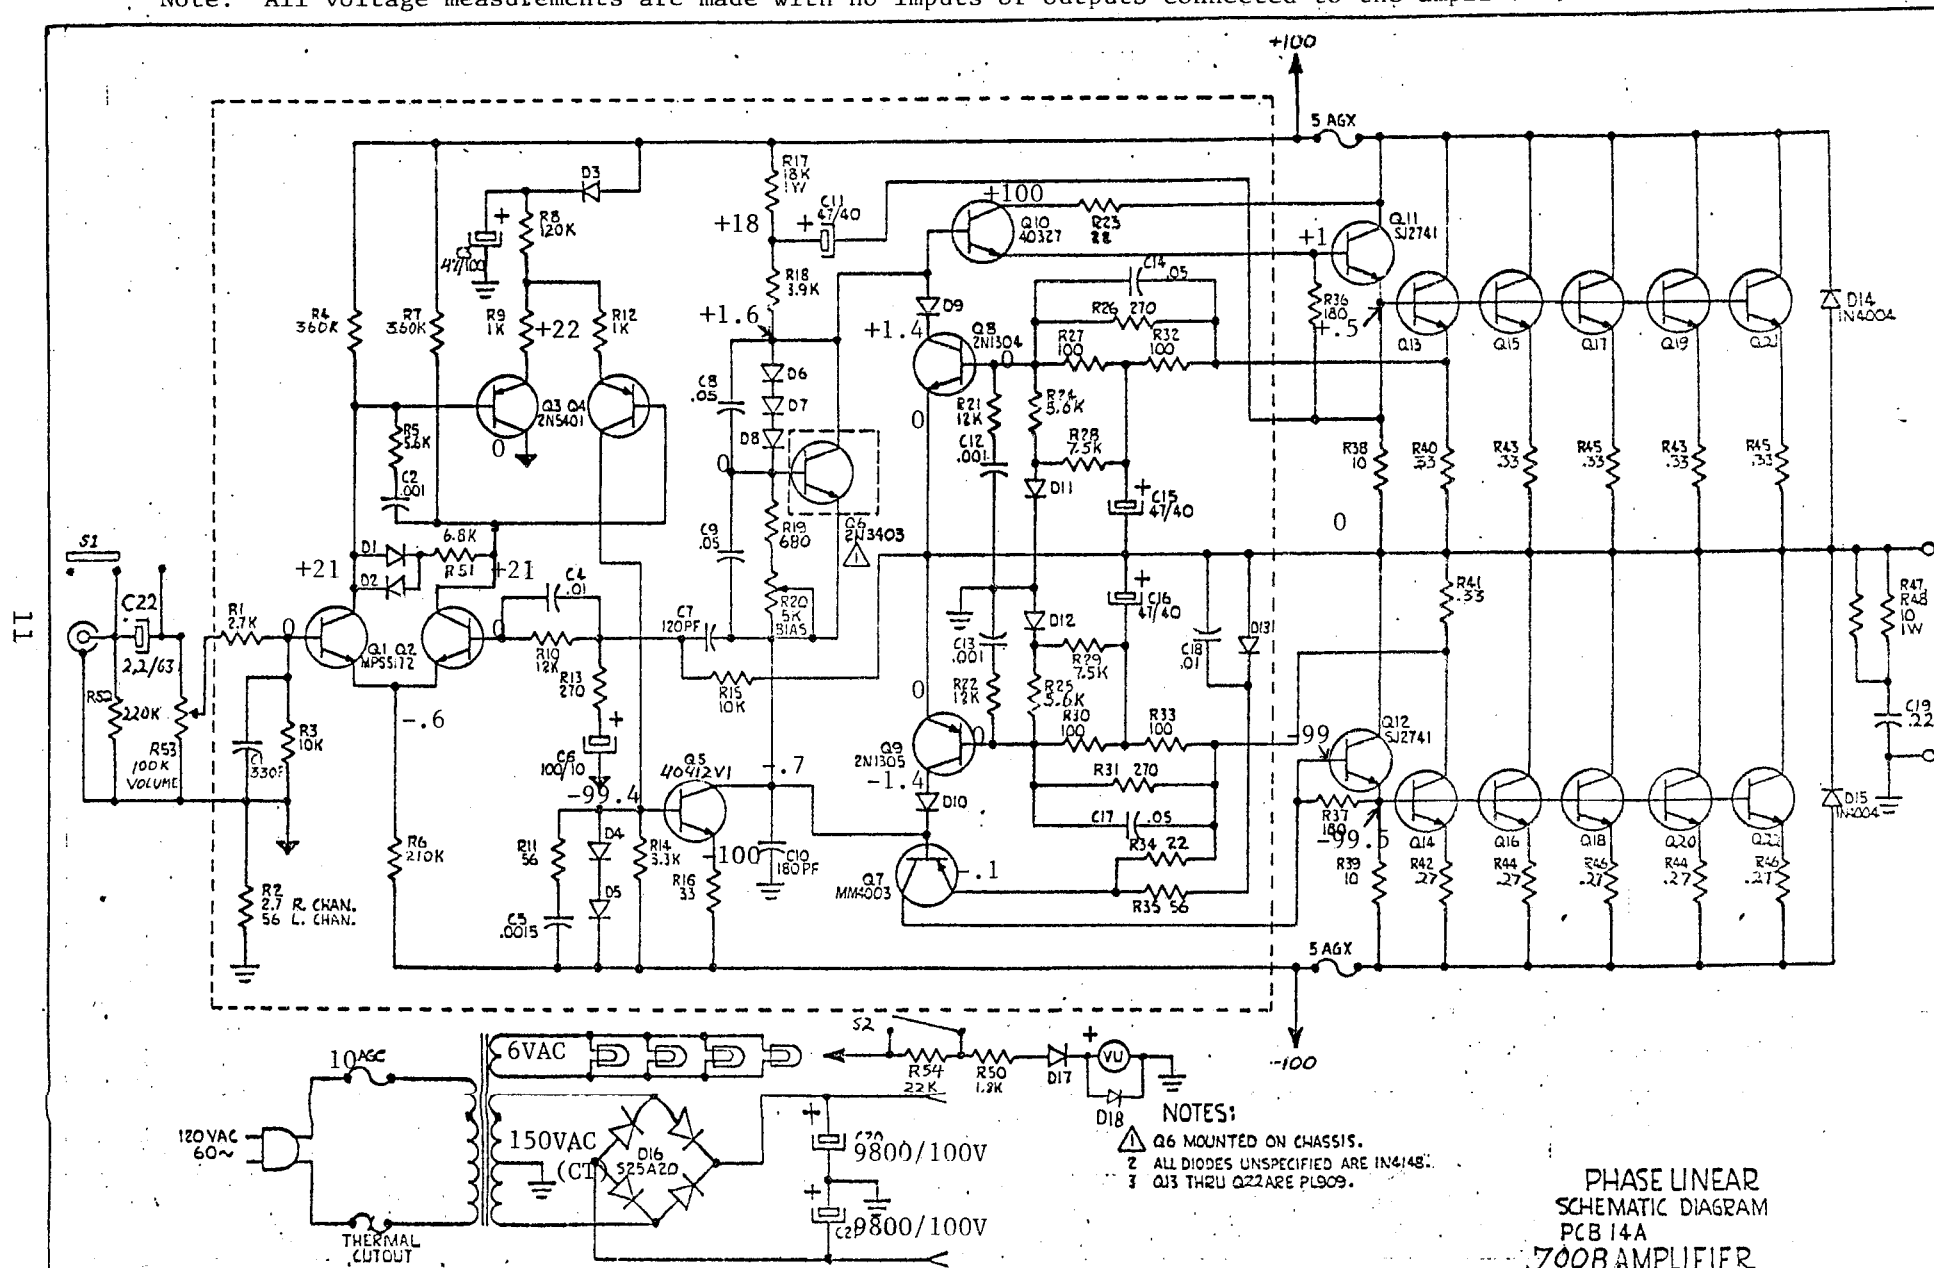 Note: All voltage measurements are made with no inputs or outputs connected to the
11
+100
5 AGX
R17
18K
1W
D3
C11
47/40
+100
Q10
40327
R23
22
Q11
SJ2741
+1
R8
120K
C3
47/100
+18
R18
3.9K
C14 .05
R26 270
R36
180
+.5
D14
1N4004
R4
360K
R7
360K
R9
1K
+22
R12
1K
+1.6
D9
+1.4
Q8
2N1304
0
R27
100
R32
100
Q13
Q15
Q17
Q19
Q21
C8
.05
D6
D7
D8
Q3 Q4
2N5401
0
R5
5.6K
C2
.001
0
0
R21
12K
C12
.001
R24
5.6K
R28
7.5K
D11
C15
47/40
R38
10
R40
.33
R43
.33
R45
.33
R43
.33
R45
.33
0
S1
6.8K
R51
D1
D2
+21
+21
C9
.05
R19
680
Q6
2N3403
1
R20
5K
BIAS
C4
.01
C7
120PF
C22
2.2/63
R1
2.7K
0
Q1 Q2
MPS5172
0
R10
12K
R13
270
R15
10K
D12
C16
47/40
C13
.001
R29
7.5K
C18
.01
D13
R41
.33
R47
R48
10
1W
R52
220K
R53
100K
VOLUME
C1
R3
10K
-.6
C6
100/10
0
R22
12K
R25
5.6K
R30
100
R33
100
-99
Q12
SJ2741
C19
.22
Q5
40412V1
-.7
Q9
2N1305
0
-1.4
D10
R31 270
C17 .05
R37
180
-99.5
D15
1N4004
-99.4
R6
210K
R11
56
D4
D5
R14
3.3K
-100
R16
33
C10
180PF
R34 22
-.1
Q7
MM4003
R35 56
Q14
Q16
Q18
Q20
Q22
R39
10
R42
.27
R44
.27
R46
.27
R44
.27
R46
.27
R2
2.7 R. CHAN.
56 L. CHAN.
C5
.0015
5 AGX
-100
10 AGC
6VAC
S2
R54
22K
R50
1.8K
D17
+
VU
D18
120 VAC
60~
150VAC
(CT)
D16
S25A20
9800/100V
9800/100V
THERMAL
CUTOUT
NOTES:
1 Q6 MOUNTED ON CHASSIS.
2 ALL DIODES UNSPECIFIED ARE IN4148.
3 Q13 THRU Q22 ARE PL909.
PHASE LINEAR
SCHEMATIC DIAGRAM
PCB 14A
700B AMPLIFIER